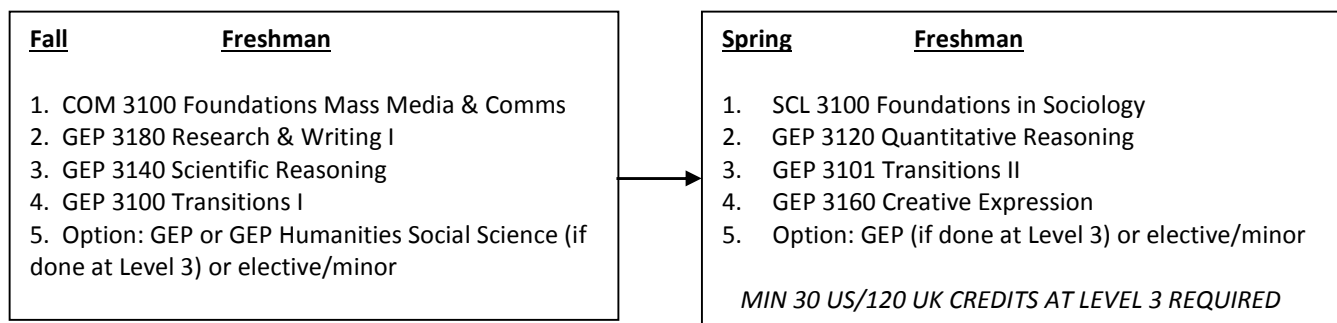 Fall Freshman
1. COM 3100 Foundations Mass Media & Comms
2. GEP 3180 Research & Writing I
3. GEP 3140 Scientific Reasoning
4. GEP 3100 Transitions I
5. Option: GEP or GEP Humanities Social Science (if
done at Level 3) or elective/minor
Spring Freshman
1. SCL 3100 Foundations in Sociology
2. GEP 3120 Quantitative Reasoning
3. GEP 3101 Transitions II
4. GEP 3160 Creative Expression
5. Option: GEP (if done at Level 3) or elective/minor
MIN 30 US/120 UK CREDITS AT LEVEL 3 REQUIRED